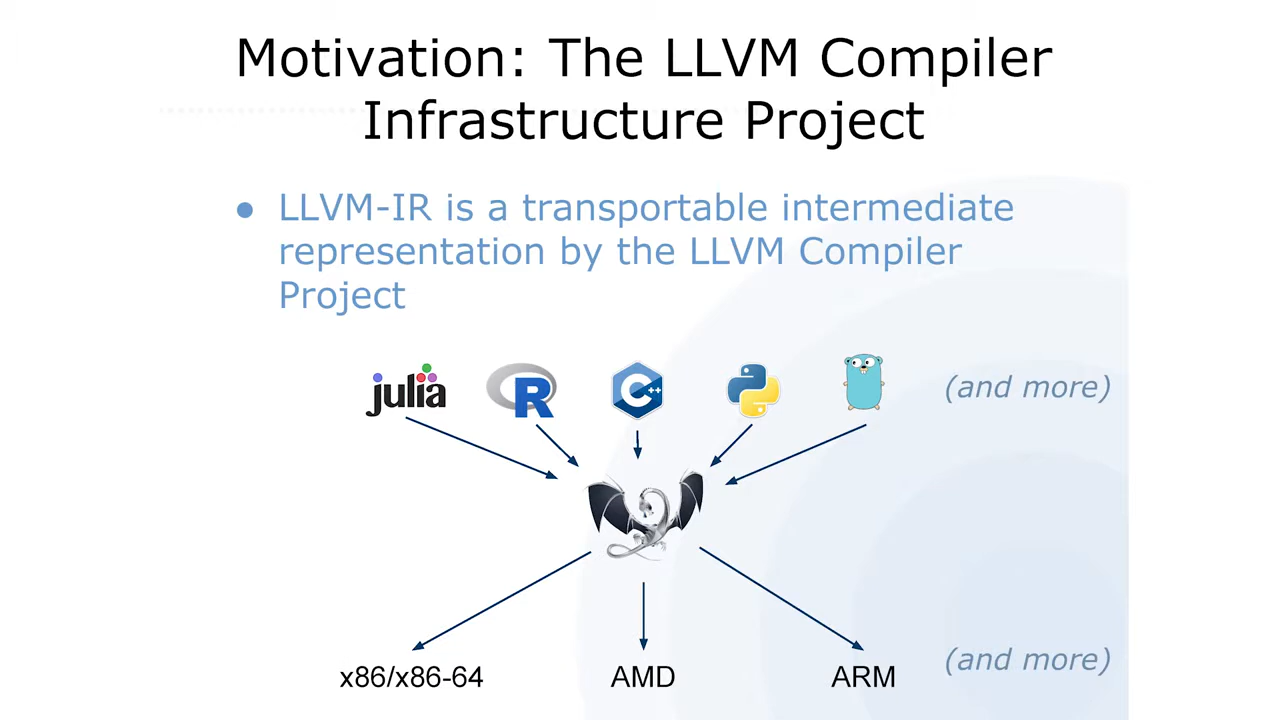 Motivation: The LLVM Compiler
Infrastructure Project
● LLVM-IR is a transportable intermediate
representation by the LLVM Compiler
Project
julia R C++ (and more)
x86/x86-64 AMD ARM (and more)